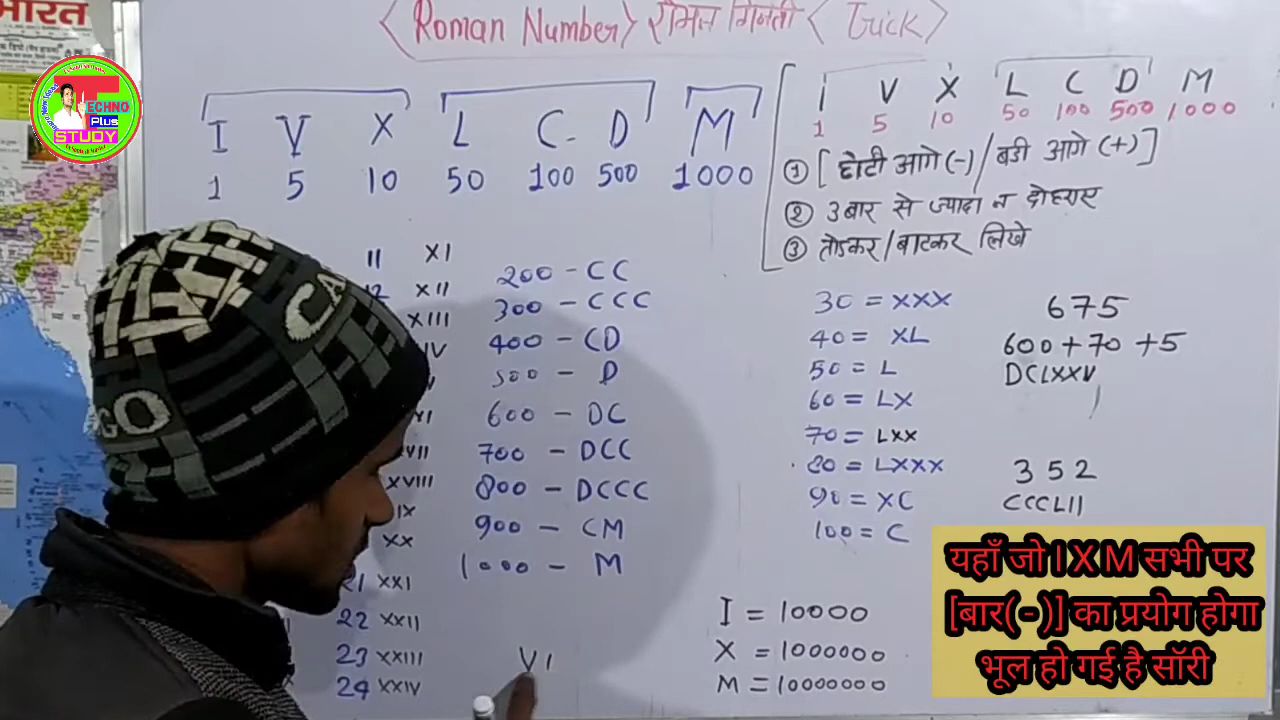 भारत
TECHNO
Plus
STUDY
<Roman Number> रोमन गिनती <Trick>
I V X L C D M
1 5 10 50 100 500 1000
I V X L C D M
1 5 10 50 100 500 1000
① [छोटी आगे (-) / बडी आगे (+)]
② 3 बार से ज्यादा न दोहराए
③ तोडकर/बाटकर लिखे
11 XI
12 XII
XIII
IV
XVIII
IX
XX
21 XXI
22 XXII
23 XXIII
24 XXIV
200 - CC
300 - CCC
400 - CD
500 - D
600 - DC
700 - DCC
800 - DCCC
900 - CM
1000 - M
VI
30 = XXX
40 = XL
50 = L
60 = LX
70 = LXX
80 = LXXX
90 = XC
100 = C
I = 10000
X = 1000000
M = 10000000
675
600 + 70 + 5
DCLXXV
352
CCCLII
यहाँ जो I X M सभी पर
[बार( - )] का प्रयोग होगा
भूल हो गई है सॉरी